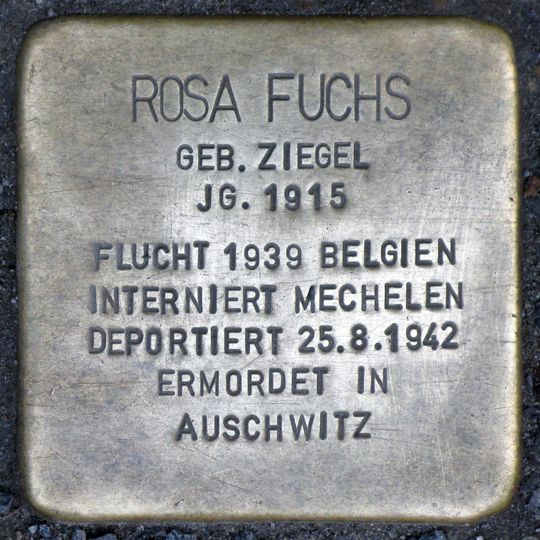 ROSA FUCHS
GEB. ZIEGEL
JG. 1915
FLUCHT 1939 BELGIEN
INTERNIERT MECHELEN
DEPORTIERT 25.8.1942
ERMORDET IN
AUSCHWITZ